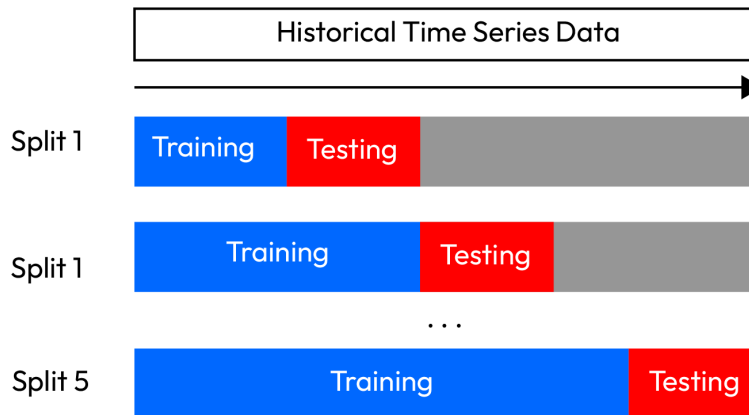 Historical Time Series Data
Split 1
Training
Testing
Split 1
Training
Testing
...
Split 5
Training
Testing